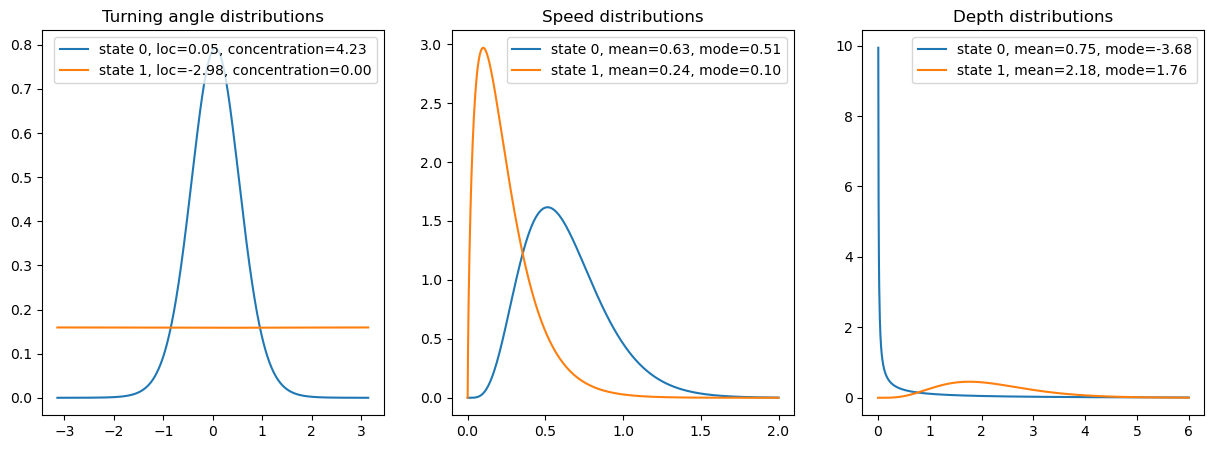 Turning angle distributions
state 0, loc=0.05, concentration=4.23
state 1, loc=-2.98, concentration=0.00
0.8
0.7
0.6
0.5
0.4
0.3
0.2
0.1
0.0
−3 −2 −1 0 1 2 3
Speed distributions
state 0, mean=0.63, mode=0.51
state 1, mean=0.24, mode=0.10
3.0
2.5
2.0
1.5
1.0
0.5
0.0
0.0 0.5 1.0 1.5 2.0
Depth distributions
state 0, mean=0.75, mode=-3.68
state 1, mean=2.18, mode=1.76
10
8
6
4
2
0
0 1 2 3 4 5 6